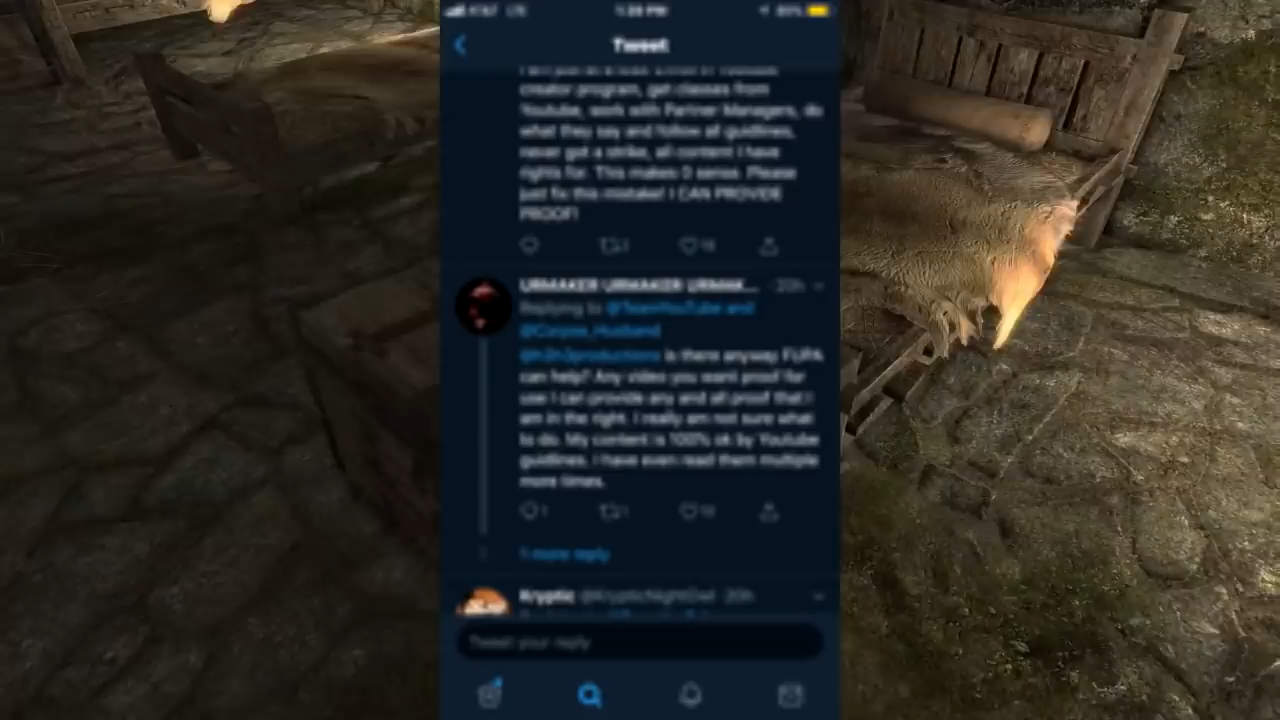 1:28 PM
Tweet
creator program, get classes from
Youtube, work with Partner Managers, do
what they say and follow all guidlines,
never got a strike, all content I have
rights for. This makes 0 sense. Please
just fix this mistake! I CAN PROVIDE
PROOF!
URMAKER URMAKER
Replying to @TeamYouTube and
@Corpse_Husband
@h3h3productions is there anyway FUPA
can help? Any video you want proof for
use I can provide any and all proof that I
am in the right. I really am not sure what
to do. My content is 100% ok by Youtube
guidlines. I have even read them multiple
more times.
1 more reply
Kryptic @KrypticNightOwl 20h
Tweet your reply